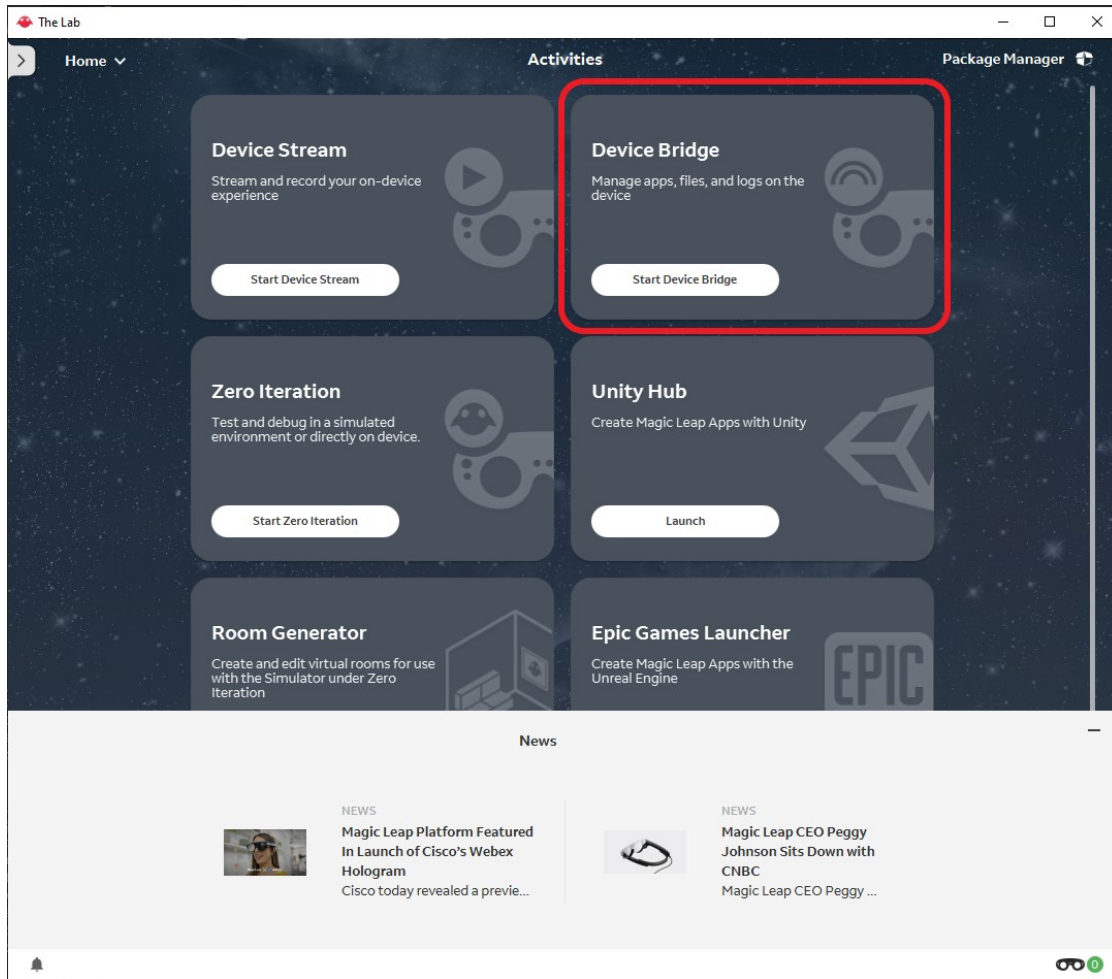 The Lab
Home
Activities
Package Manager
Device Stream
Stream and record your on-device
experience
Start Device Stream
Device Bridge
Manage apps, files, and logs on the
device
Start Device Bridge
Zero Iteration
Test and debug in a simulated
environment or directly on device.
Start Zero Iteration
Unity Hub
Create Magic Leap Apps with Unity
Launch
Room Generator
Create and edit virtual rooms for use
with the Simulator under Zero
Iteration
Epic Games Launcher
Create Magic Leap Apps with the
Unreal Engine
EPIC
News
NEWS
Magic Leap Platform Featured
In Launch of Cisco's Webex
Hologram
Cisco today revealed a previe...
NEWS
Magic Leap CEO Peggy
Johnson Sits Down with
CNBC
Magic Leap CEO Peggy ...
0